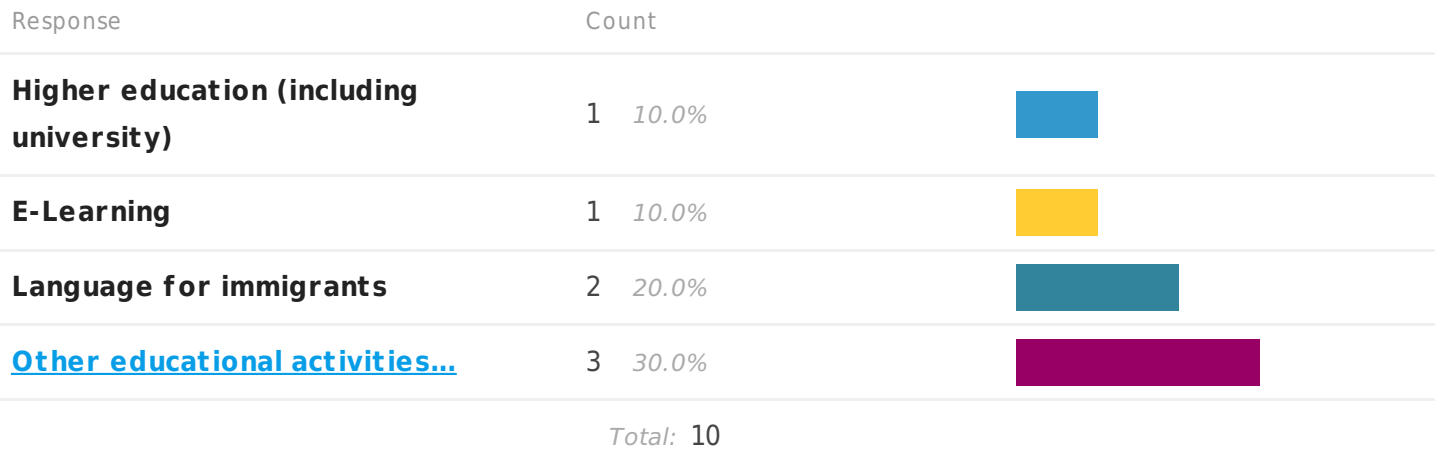 Response Count
Higher education (including
university) 1 10.0%
E-Learning 1 10.0%
Language for immigrants 2 20.0%
Other educational activities... 3 30.0%
Total: 10